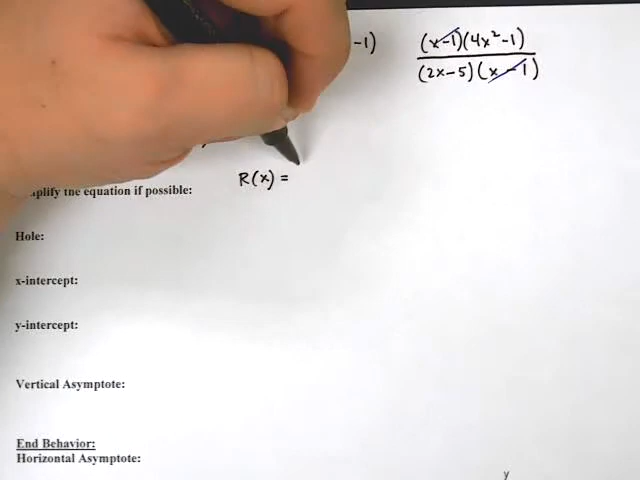 -1) (x-1)(4x²-1)
(2x-5)(x-1)
R(x) =
plify the equation if possible:
Hole:
x-intercept:
y-intercept:
Vertical Asymptote:
End Behavior:
Horizontal Asymptote:
y